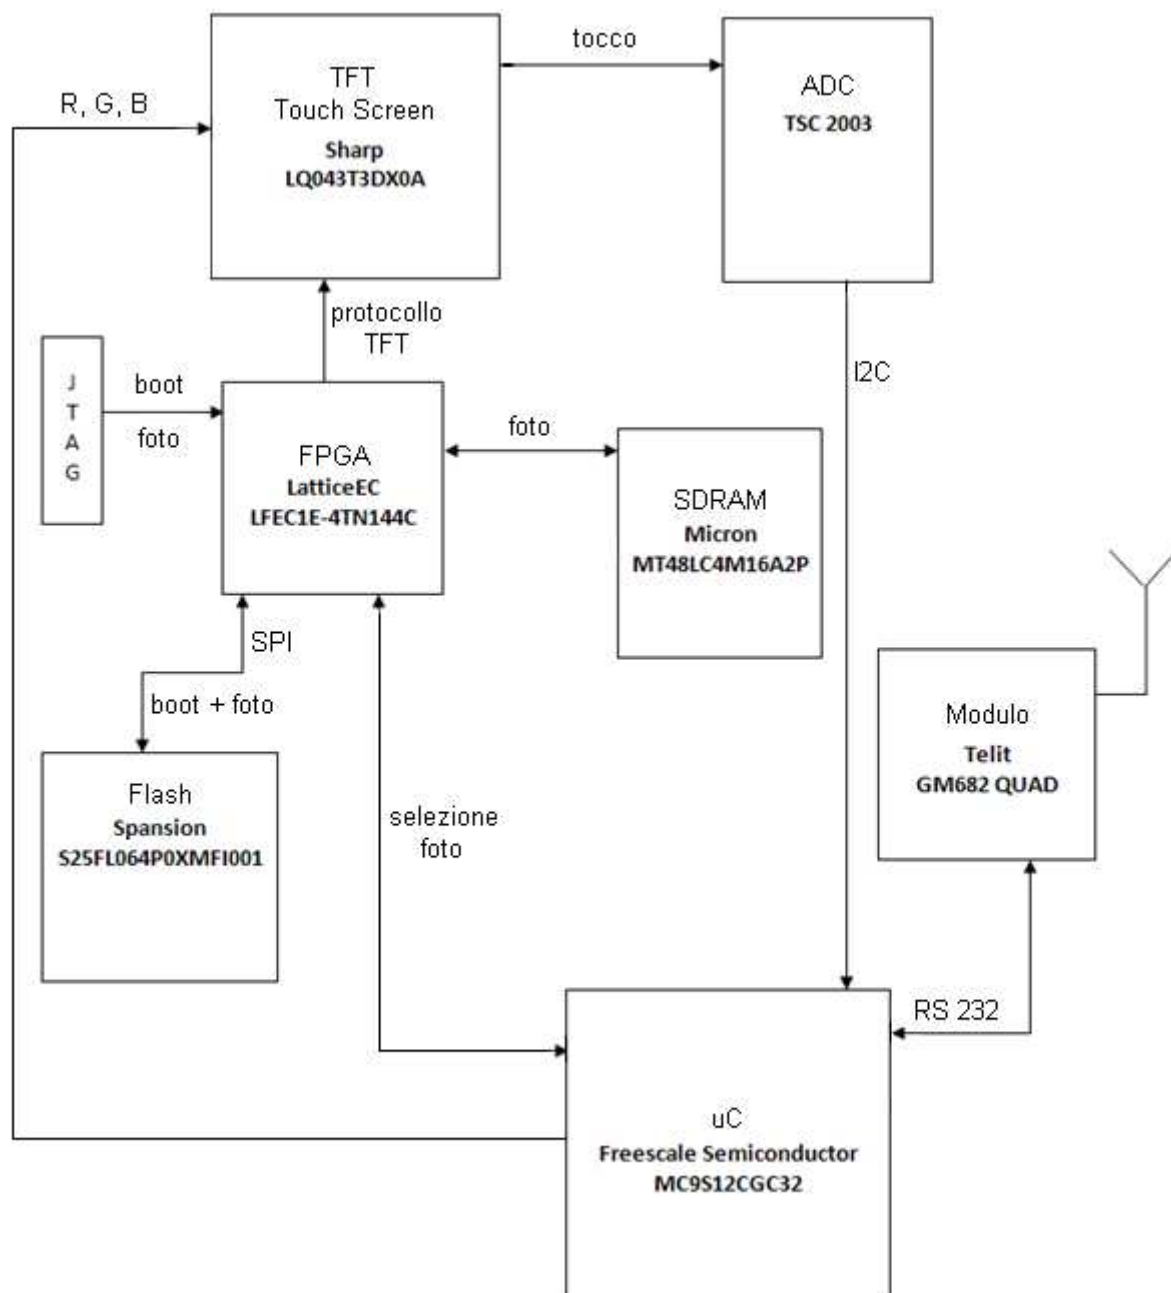 tocco
R, G, B
TFT
Touch Screen
Sharp
LQ043T3DX0A
ADC
TSC 2003
protocollo
TFT
J
T
A
G
boot
foto
I2C
FPGA
LatticeEC
LFEC1E-4TN144C
foto
SDRAM
Micron
MT48LC4M16A2P
SPI
boot + foto
Flash
Spansion
S25FL064P0XMFI001
selezione
foto
Modulo
Telit
GM682 QUAD
RS 232
uC
Freescale Semiconductor
MC9S12CGC32